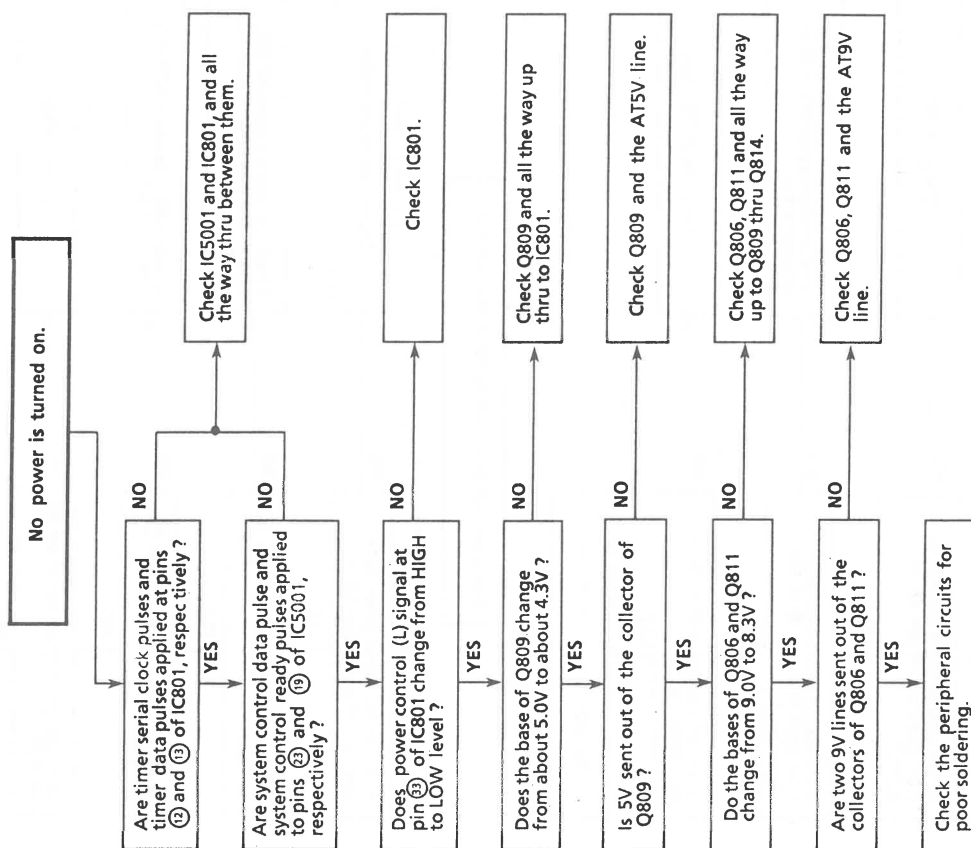 No power is turned on.
Are timer serial clock pulses and
timer data pulses applied at pins
⑫ and ⑬ of IC801, respec tively ?
NO
YES
Are system control data pulse and
system control ready pulses applied
to pins ㉓ and ⑲ of IC5001,
respectively ?
NO
Check IC5001 and IC801, and all
the way thru between them.
YES
Does power control (L) signal at
pin ㉝ of IC801 change from HIGH
to LOW level ?
NO
Check IC801.
YES
Does the base of Q809 change
from about 5.0V to about 4.3V ?
NO
Check Q809 and all the way up
thru to IC801.
YES
Is 5V sent out of the collector of
Q809 ?
NO
Check Q809 and the AT5V line.
YES
Do the bases of Q806 and Q811
change from 9.0V to 8.3V ?
NO
Check Q806, Q811 and all the way
up to Q809 thru Q814.
YES
Are two 9V lines sent out of the
collectors of Q806 and Q811 ?
NO
Check Q806, Q811 and the AT9V
line.
YES
Check the peripheral circuits for
poor soldering.